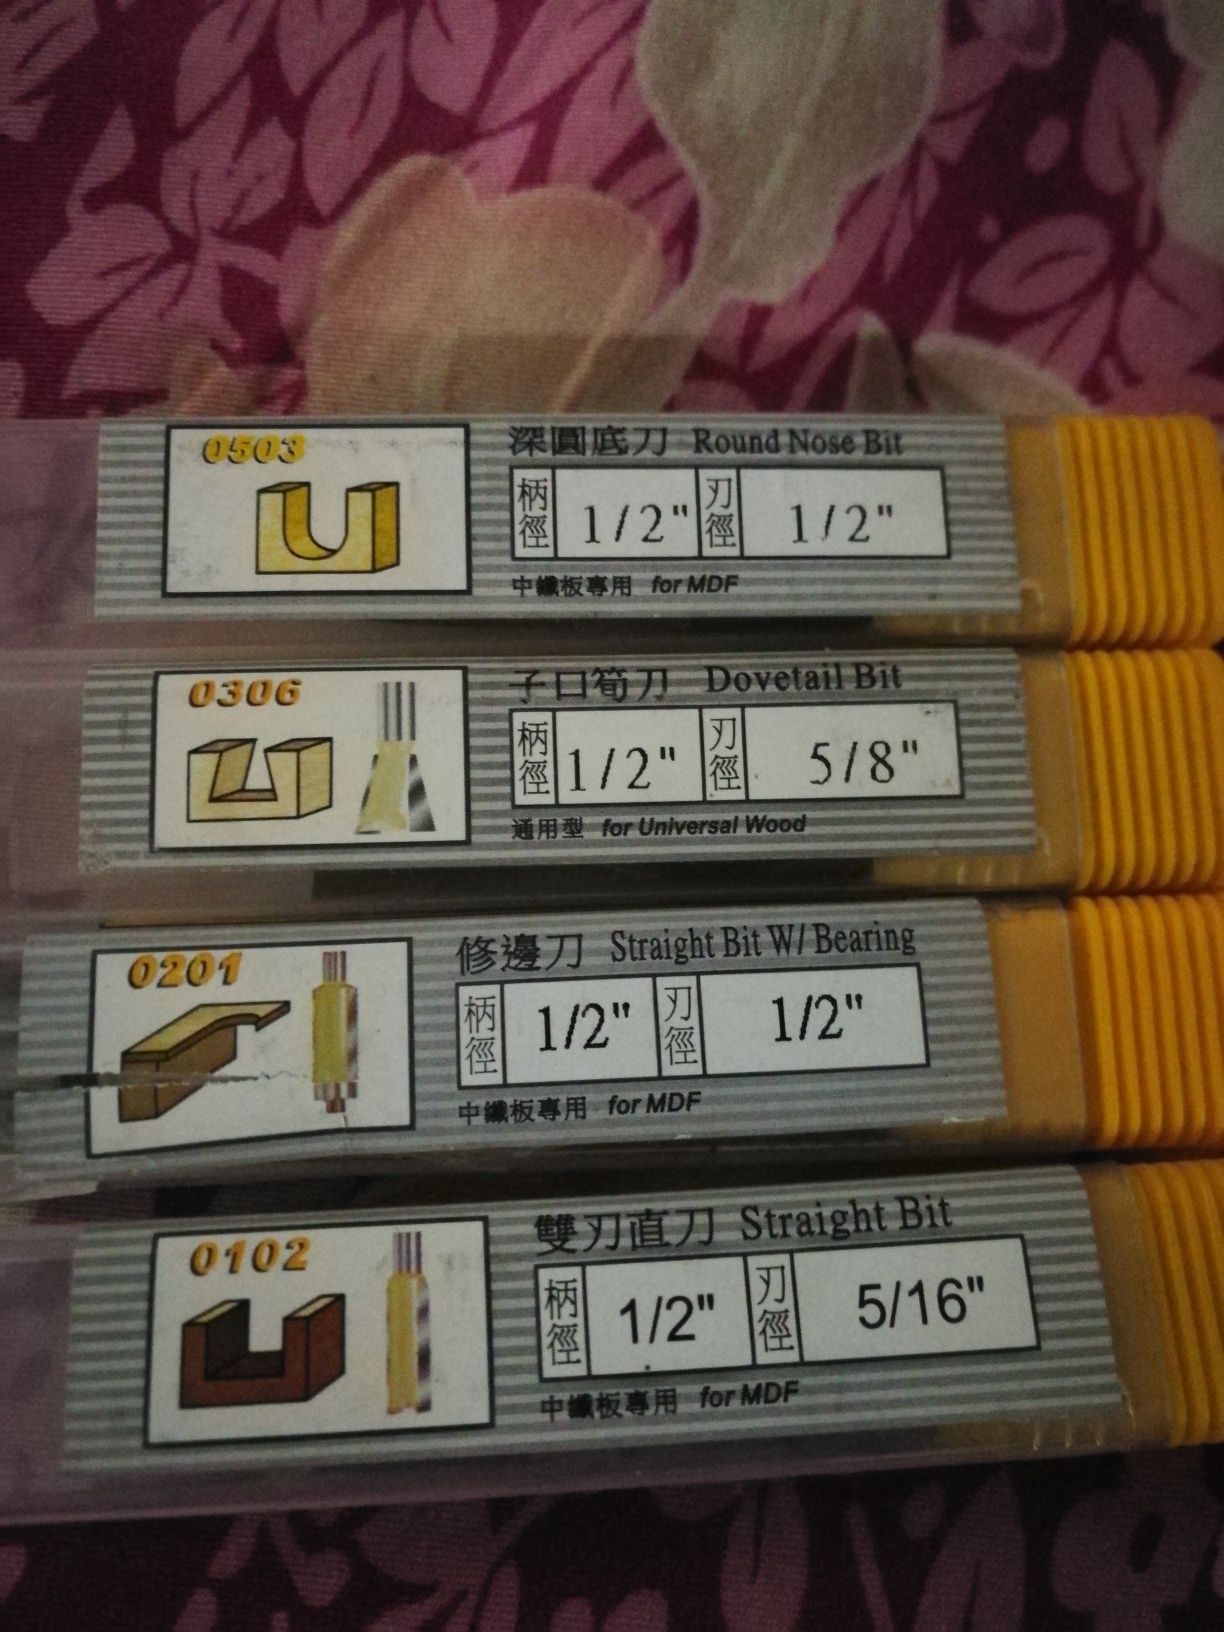 0503
深圓底刀 Round Nose Bit
柄徑 1/2" 刃徑 1/2"
中纖板專用 for MDF
0306
子口筍刀 Dovetail Bit
柄徑 1/2" 刃徑 5/8"
通用型 for Universal Wood
0201
修邊刀 Straight Bit W/ Bearing
柄徑 1/2" 刃徑 1/2"
中纖板專用 for MDF
0102
雙刃直刀 Straight Bit
柄徑 1/2" 刃徑 5/16"
中纖板專用 for MDF